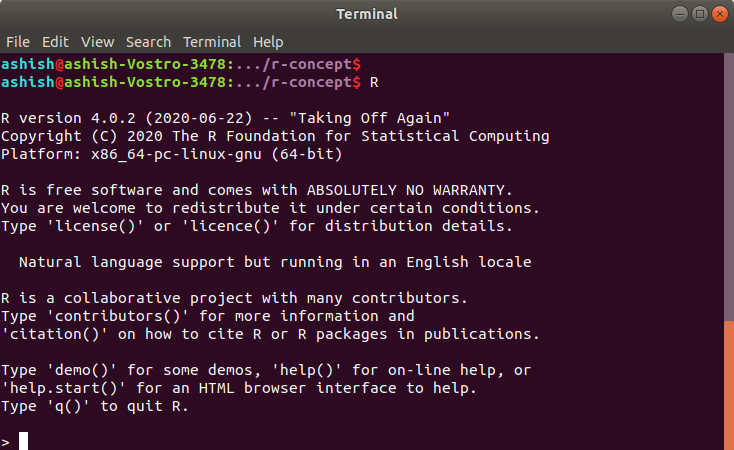 Terminal
File Edit View Search Terminal Help
ashish@ashish-Vostro-3478:.../r-concept$
ashish@ashish-Vostro-3478:.../r-concept$ R
R version 4.0.2 (2020-06-22) -- "Taking Off Again"
Copyright (C) 2020 The R Foundation for Statistical Computing
Platform: x86_64-pc-linux-gnu (64-bit)
R is free software and comes with ABSOLUTELY NO WARRANTY.
You are welcome to redistribute it under certain conditions.
Type 'license()' or 'licence()' for distribution details.
Natural language support but running in an English locale
R is a collaborative project with many contributors.
Type 'contributors()' for more information and
'citation()' on how to cite R or R packages in publications.
Type 'demo()' for some demos, 'help()' for on-line help, or
'help.start()' for an HTML browser interface to help.
Type 'q()' to quit R.
>